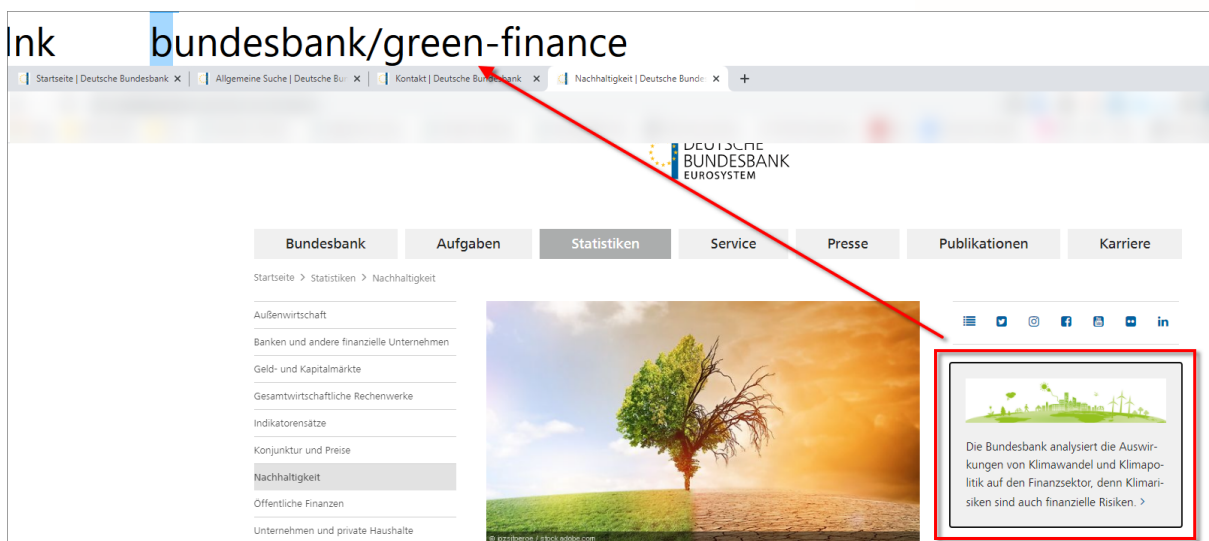 lnk bundesbank/green-finance
Startseite | Deutsche Bundesbank
Allgemeine Suche | Deutsche Bun
Kontakt | Deutsche Bundesbank
Nachhaltigkeit | Deutsche Bunde
DEUTSCHE
BUNDESBANK
EUROSYSTEM
Bundesbank Aufgaben Statistiken Service Presse Publikationen Karriere
Startseite > Statistiken > Nachhaltigkeit
Außenwirtschaft
Banken und andere finanzielle Unternehmen
Geld- und Kapitalmärkte
Gesamtwirtschaftliche Rechenwerke
Indikatorensätze
Konjunktur und Preise
Nachhaltigkeit
Öffentliche Finanzen
Unternehmen und private Haushalte
/ stock.adobe.com
Die Bundesbank analysiert die Auswir-
kungen von Klimawandel und Klimapo-
litik auf den Finanzsektor, denn Klimari-
siken sind auch finanzielle Risiken. >